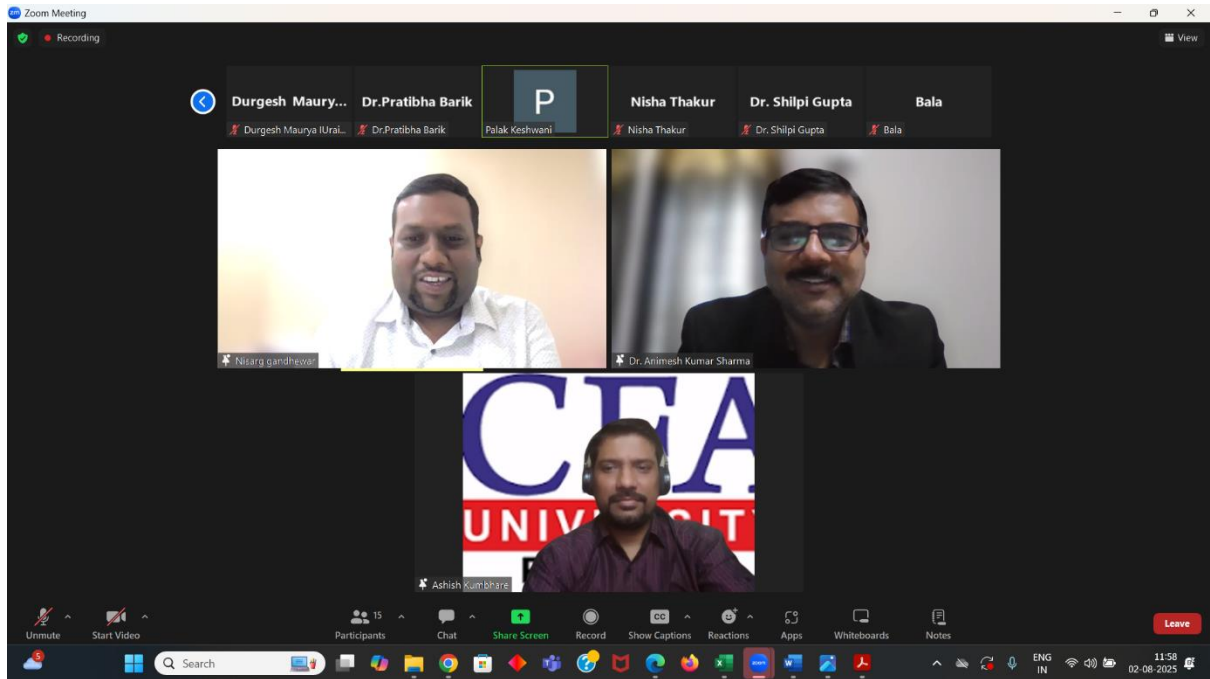 Zoom Meeting
Recording
View
Durgesh Maury...
Dr.Pratibha Barik
P
Nisha Thakur
Dr. Shilpi Gupta
Bala
Durgesh Maurya IUrai...
Dr.Pratibha Barik
Palak Keshwani
Nisha Thakur
Dr. Shilpi Gupta
Bala
Nisarg gandhewar
Dr. Animesh Kumar Sharma
Ashish Kumbhare
Unmute
Start Video
Participants
15
Chat
Share Screen
Record
CC
Show Captions
Reactions
Apps
Whiteboards
Notes
Leave
5
Search
zoom
ENG
IN
11:58
02-08-2025